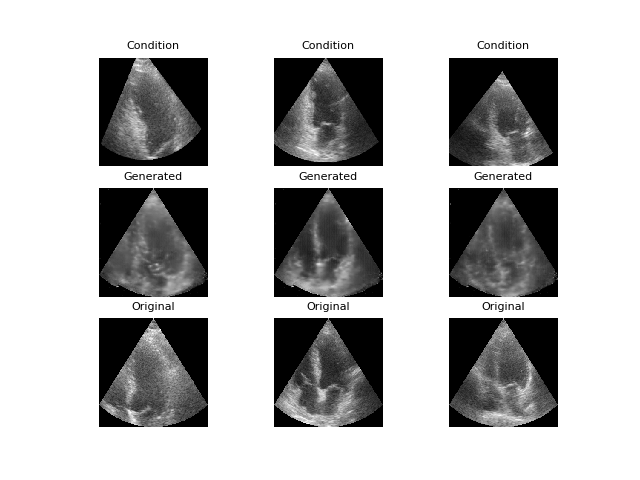 Condition Condition Condition
Generated Generated Generated
Original Original Original